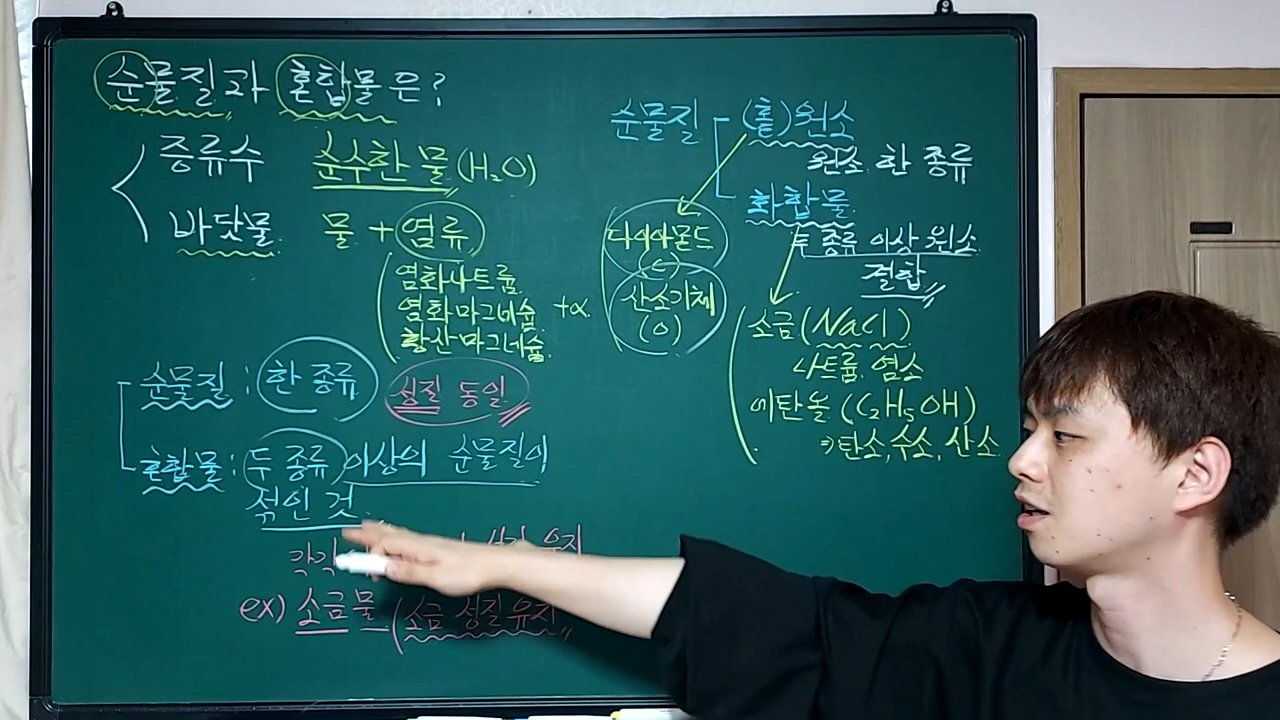 순물질과 혼합물은?
증류수 순수한 물(H₂O)
바닷물 물 + 염류
염화나트륨
염화마그네슘 +α
황산마그네슘
순물질 : 한 종류 성질 동일
혼합물 : 두 종류 이상의 순물질이
섞인 것
각각 성질 유지
ex) 소금물 (소금 성질 유지
순물질 (홑)원소
원소 한 종류
화합물
두 종류 이상 원소
결합
다이아몬드
(C)
산소기체
(O)
소금(NaCl)
나트륨, 염소
에탄올 (C₂H₅OH)
탄소, 수소, 산소